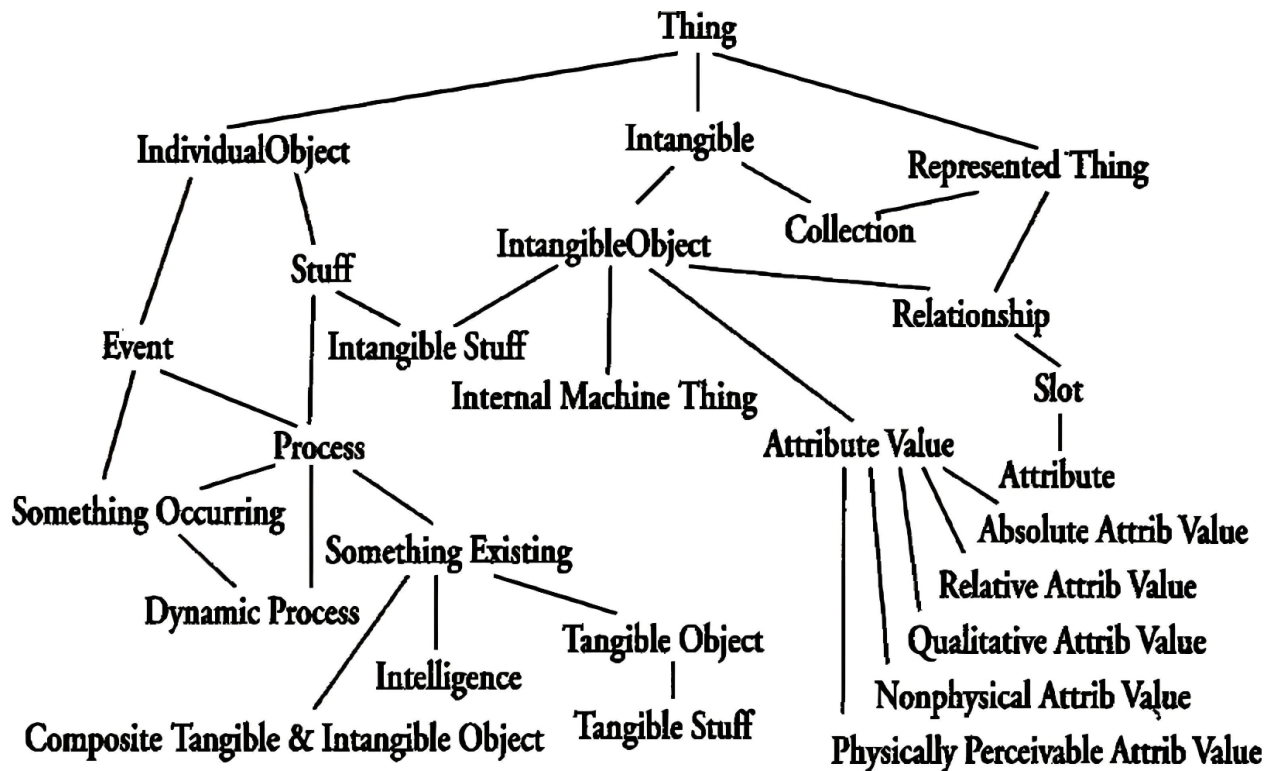 Thing
IndividualObject
Intangible
Represented Thing
Collection
IntangibleObject
Stuff
Relationship
Event
Intangible Stuff
Internal Machine Thing
Slot
Process
Attribute Value
Attribute
Something Occurring
Absolute Attrib Value
Something Existing
Relative Attrib Value
Dynamic Process
Tangible Object
Qualitative Attrib Value
Intelligence
Nonphysical Attrib Value
Composite Tangible & Intangible Object
Tangible Stuff
Physically Perceivable Attrib Value